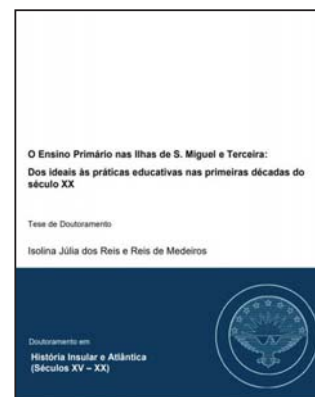 O Ensino Primário nas Ilhas de S. Miguel e Terceira:
Dos ideais às práticas educativas nas primeiras décadas do
século XX
Tese de Doutoramento
Isolina Júlia dos Reis e Reis de Medeiros
Doutoramento em
História Insular e Atlântica
(Séculos XV – XX)